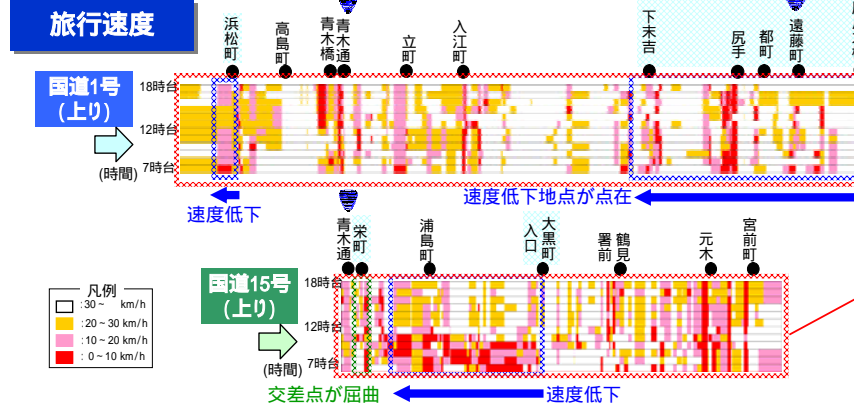 旅行速度
浜松町
高島町
青木橋
青木通
立町
入江町
下末吉
尻手
都町
遠藤町
国道1号
(上り)
18時台
12時台
7時台
(時間)
速度低下
速度低下地点が点在
青木通
栄町
浦島町
大黒町
入口
鶴見
署前
元木
宮前町
国道15号
(上り)
18時台
12時台
7時台
(時間)
交差点が屈曲
速度低下
凡例
:30~ km/h
:20~30 km/h
:10~20 km/h
: 0~10 km/h